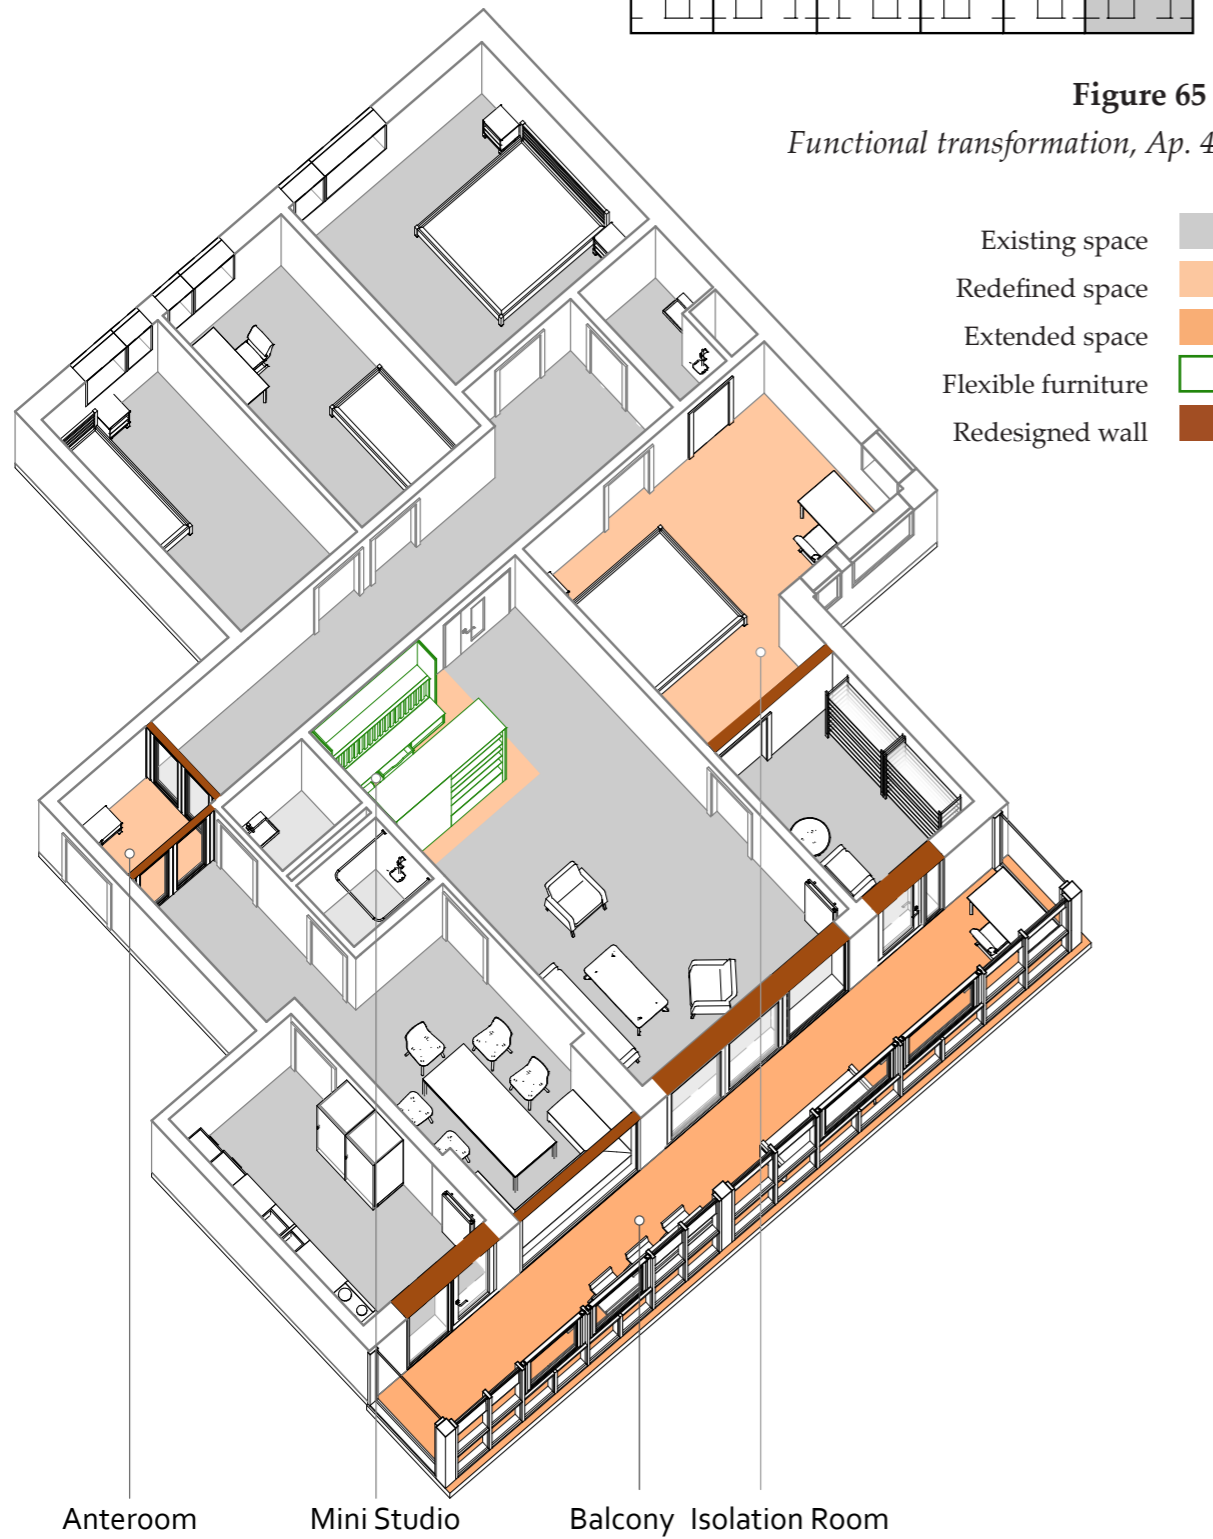 Figure 65
Functional transformation, Ap. 4
Existing space
Redefined space
Extended space
Flexible furniture
Redesigned wall
Anteroom
Mini Studio
Balcony
Isolation Room